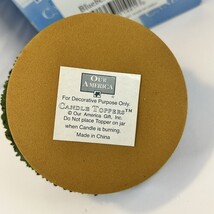 OUR
AMERICA
For Decorative Purpose Only.
CANDLE TOPPERS™
© Our America Gift, Inc.
Do Not place Topper on jar
when Candle is burning.
Made in China